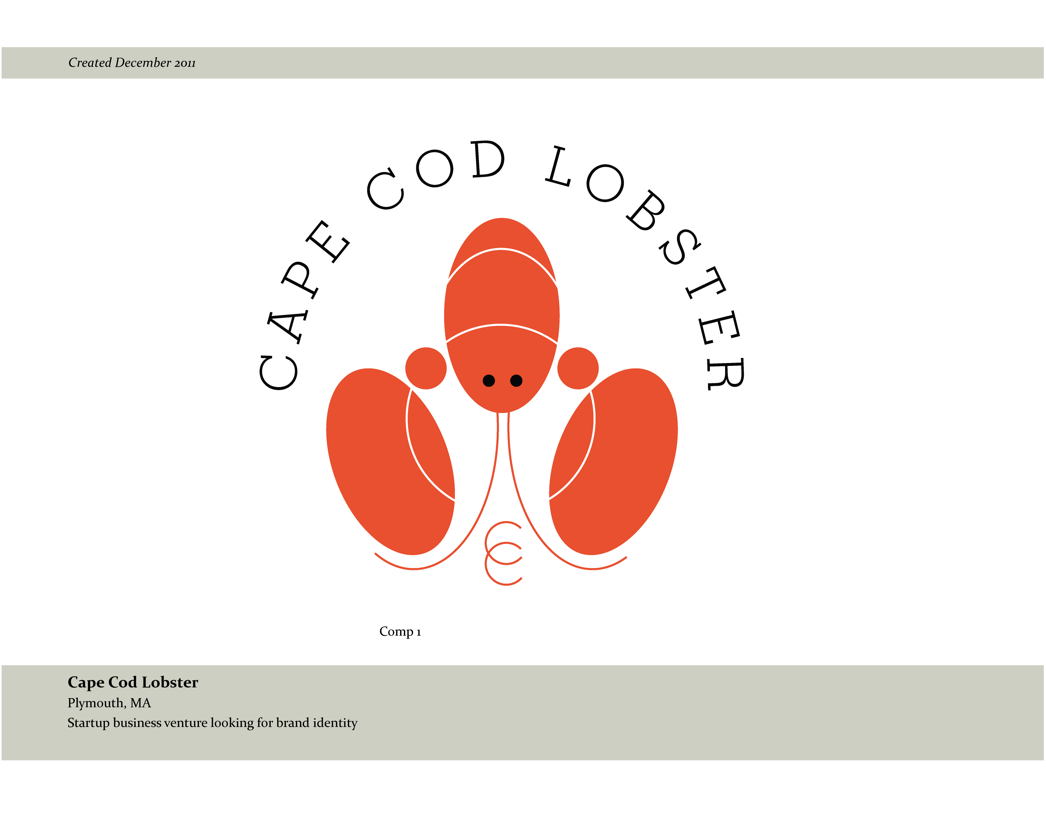 Created December 2011
CAPE COD LOBSTER
Comp 1
Cape Cod Lobster
Plymouth, MA
Startup business venture looking for brand identity